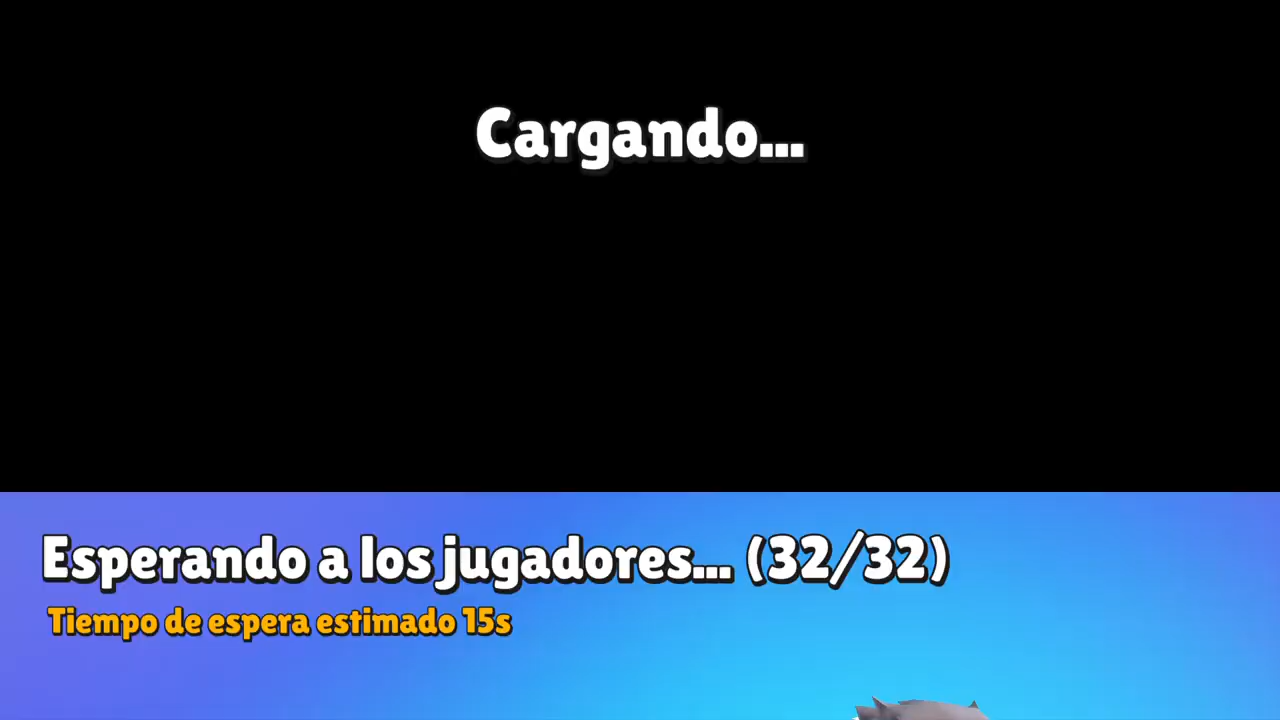 Cargando...
Esperando a los jugadores... (32/32)
Tiempo de espera estimado 15s